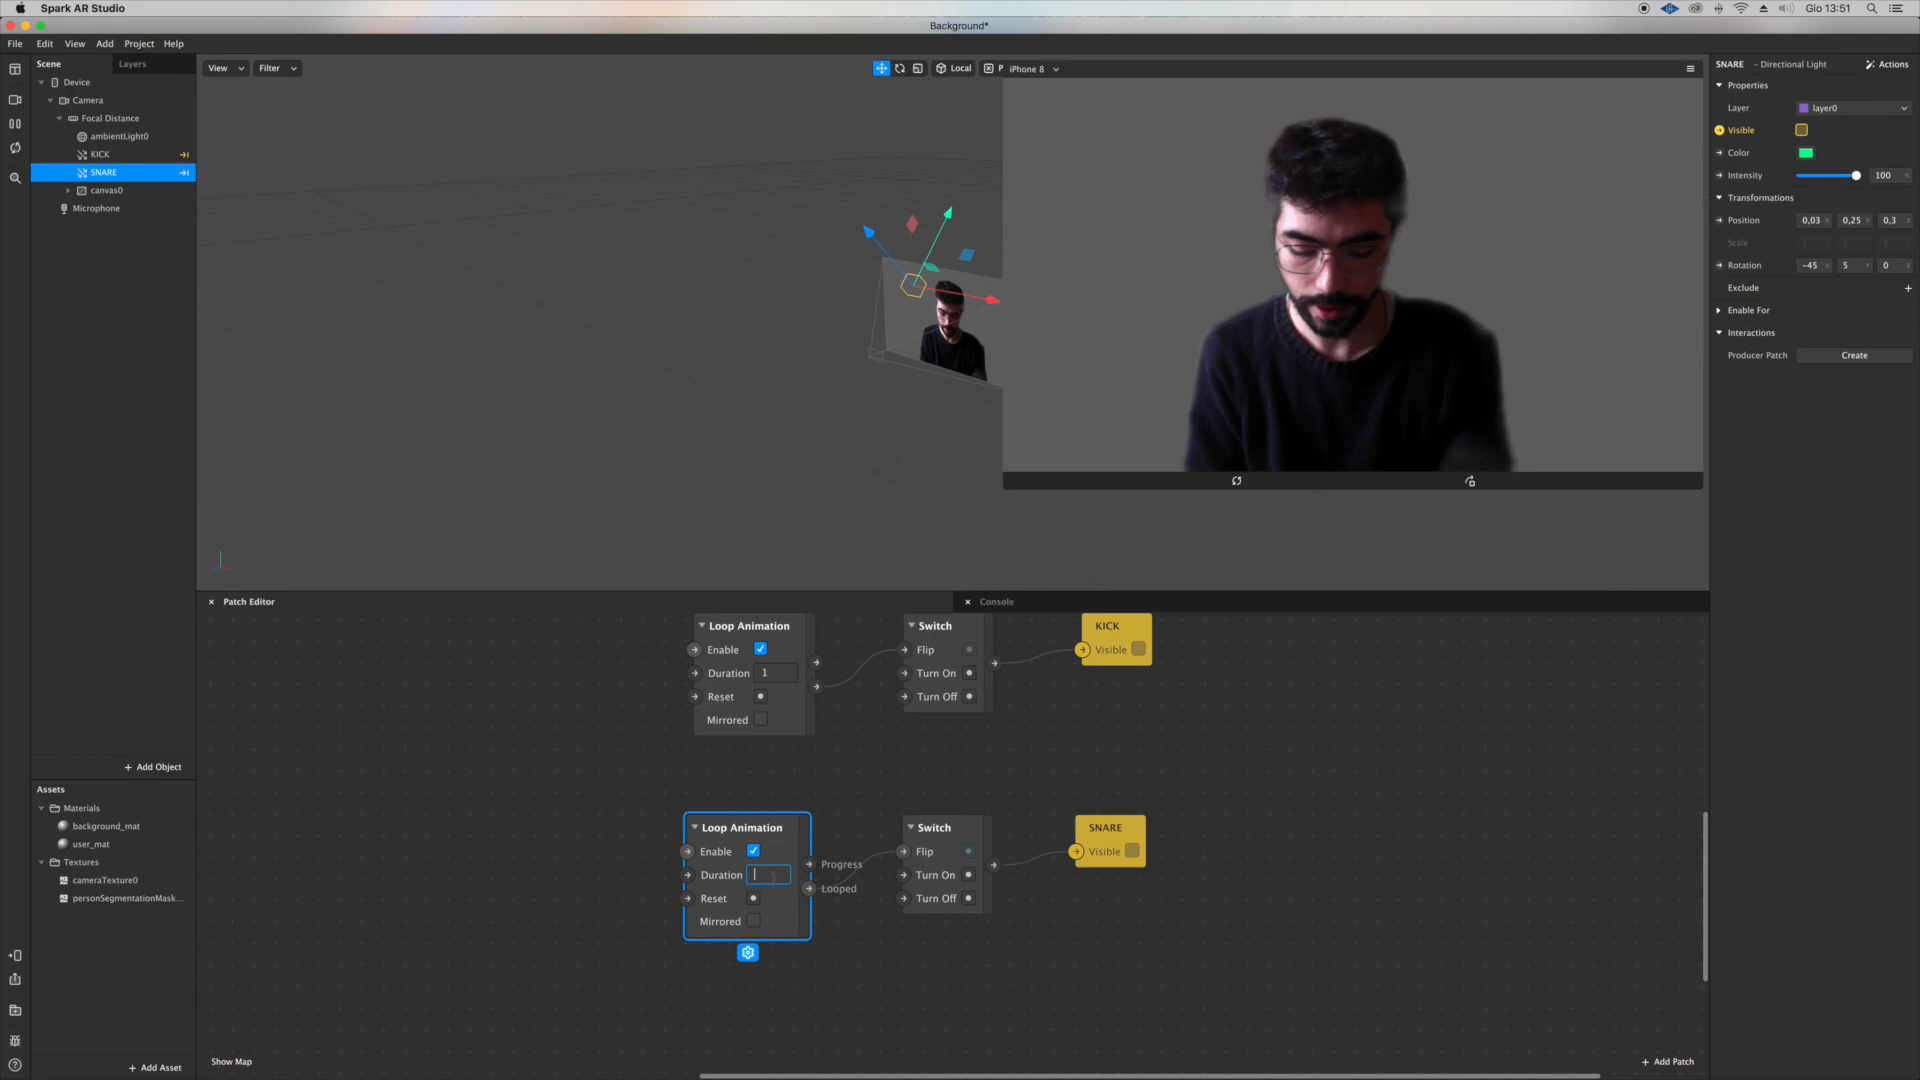 Spark AR Studio
Gio 13:51
Background*
File Edit View Add Project Help
Scene Layers
Device
Camera
Focal Distance
ambientLight0
KICK
SNARE
canvas0
Microphone
+ Add Object
Assets
Materials
background_mat
user_mat
Textures
cameraTexture0
personSegmentationMask...
+ Add Asset
View Filter
Local P iPhone 8
SNARE - Directional Light Actions
Properties
Layer layer0
Visible
Color
Intensity 100 %
Transformations
Position 0,03 X 0,25 Y 0,3 Z
Scale 1 1 1
Rotation -45 X 5 Y 0 Z
Exclude +
Enable For
Interactions
Producer Patch Create
× Patch Editor × Console
Loop Animation
Enable
Duration 1
Reset
Mirrored
Switch
Flip
Turn On
Turn Off
KICK
Visible
Loop Animation
Enable
Duration
Reset
Mirrored
Progress
Looped
Switch
Flip
Turn On
Turn Off
SNARE
Visible
Show Map
+ Add Patch